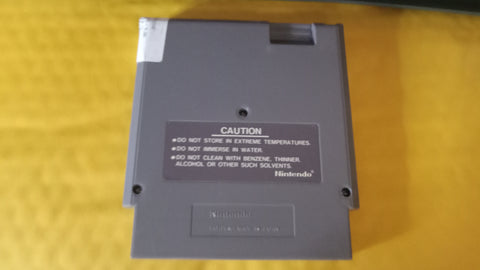 CAUTION
●DO NOT STORE IN EXTREME TEMPERATURES.
●DO NOT IMMERSE IN WATER.
●DO NOT CLEAN WITH BENZENE, THINNER,
ALCOHOL OR OTHER SUCH SOLVENTS.
Nintendo®
Nintendo